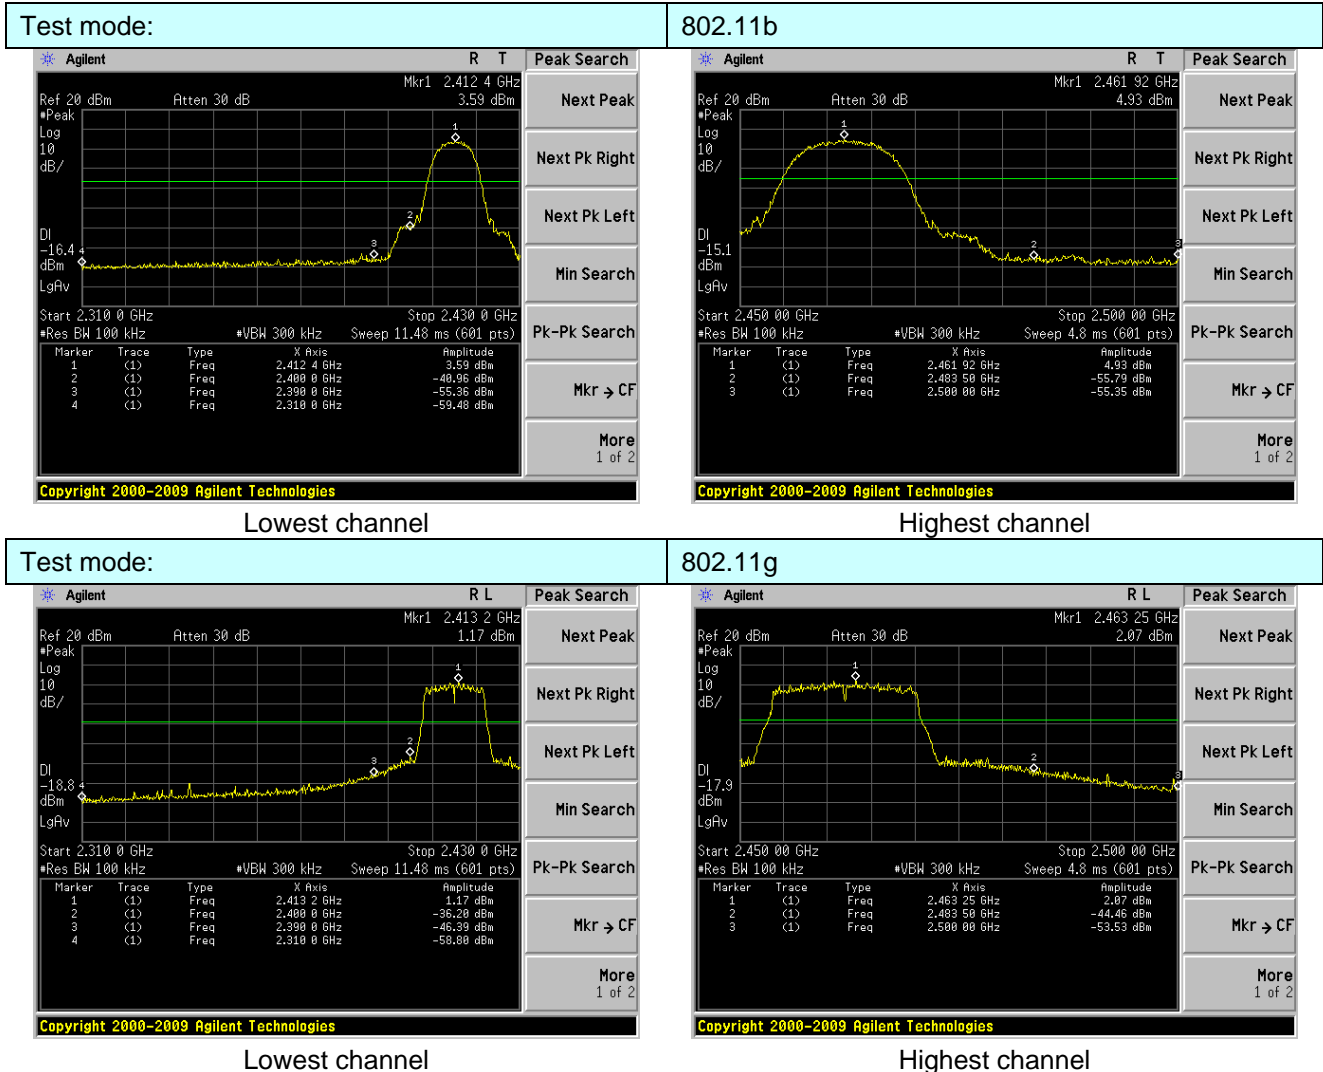 Test mode: 802.11b
Agilent R T Peak Search
Mkr1 2.412 4 GHz
Ref 20 dBm Atten 30 dB 3.59 dBm
#Peak
Log
10
dB/
1
2
3
4
DI
-16.4
dBm
LgAv
Start 2.310 0 GHz Stop 2.430 0 GHz
#Res BW 100 kHz #VBW 300 kHz Sweep 11.48 ms (601 pts)
Marker Trace Type X Axis Amplitude
1 (1) Freq 2.412 4 GHz 3.59 dBm
2 (1) Freq 2.400 0 GHz -40.96 dBm
3 (1) Freq 2.390 0 GHz -55.36 dBm
4 (1) Freq 2.310 0 GHz -59.48 dBm
Copyright 2000-2009 Agilent Technologies
Next Peak
Next Pk Right
Next Pk Left
Min Search
Pk-Pk Search
Mkr → CF
More
1 of 2
Lowest channel
Agilent R T Peak Search
Mkr1 2.461 92 GHz
Ref 20 dBm Atten 30 dB 4.93 dBm
#Peak
Log
10
dB/
1
2
3
DI
-15.1
dBm
LgAv
Start 2.450 00 GHz Stop 2.500 00 GHz
#Res BW 100 kHz #VBW 300 kHz Sweep 4.8 ms (601 pts)
Marker Trace Type X Axis Amplitude
1 (1) Freq 2.461 92 GHz 4.93 dBm
2 (1) Freq 2.483 50 GHz -55.79 dBm
3 (1) Freq 2.500 00 GHz -55.35 dBm
Copyright 2000-2009 Agilent Technologies
Next Peak
Next Pk Right
Next Pk Left
Min Search
Pk-Pk Search
Mkr → CF
More
1 of 2
Highest channel
Test mode: 802.11g
Agilent R L Peak Search
Mkr1 2.413 2 GHz
Ref 20 dBm Atten 30 dB 1.17 dBm
#Peak
Log
10
dB/
1
2
3
4
DI
-18.8
dBm
LgAv
Start 2.310 0 GHz Stop 2.430 0 GHz
#Res BW 100 kHz #VBW 300 kHz Sweep 11.48 ms (601 pts)
Marker Trace Type X Axis Amplitude
1 (1) Freq 2.413 2 GHz 1.17 dBm
2 (1) Freq 2.400 0 GHz -36.20 dBm
3 (1) Freq 2.390 0 GHz -46.39 dBm
4 (1) Freq 2.310 0 GHz -58.80 dBm
Copyright 2000-2009 Agilent Technologies
Next Peak
Next Pk Right
Next Pk Left
Min Search
Pk-Pk Search
Mkr → CF
More
1 of 2
Lowest channel
Agilent R L Peak Search
Mkr1 2.463 25 GHz
Ref 20 dBm Atten 30 dB 2.07 dBm
#Peak
Log
10
dB/
1
2
3
DI
-17.9
dBm
LgAv
Start 2.450 00 GHz Stop 2.500 00 GHz
#Res BW 100 kHz #VBW 300 kHz Sweep 4.8 ms (601 pts)
Marker Trace Type X Axis Amplitude
1 (1) Freq 2.463 25 GHz 2.07 dBm
2 (1) Freq 2.483 50 GHz -44.46 dBm
3 (1) Freq 2.500 00 GHz -53.53 dBm
Copyright 2000-2009 Agilent Technologies
Next Peak
Next Pk Right
Next Pk Left
Min Search
Pk-Pk Search
Mkr → CF
More
1 of 2
Highest channel